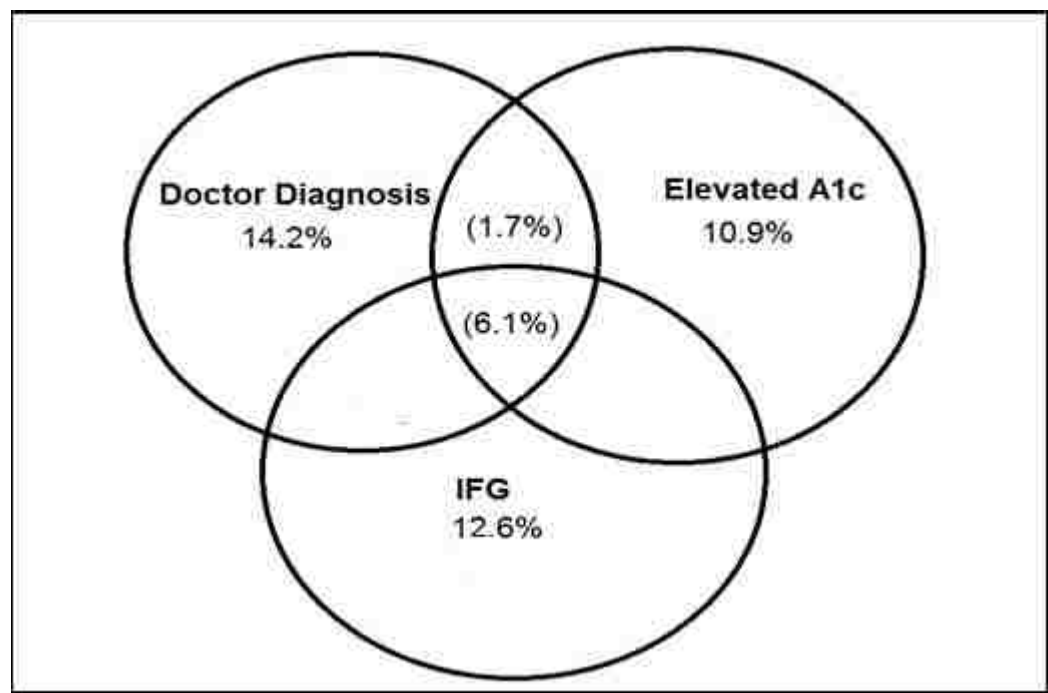 Doctor Diagnosis
14.2%
(1.7%)
Elevated A1c
10.9%
(6.1%)
IFG
12.6%